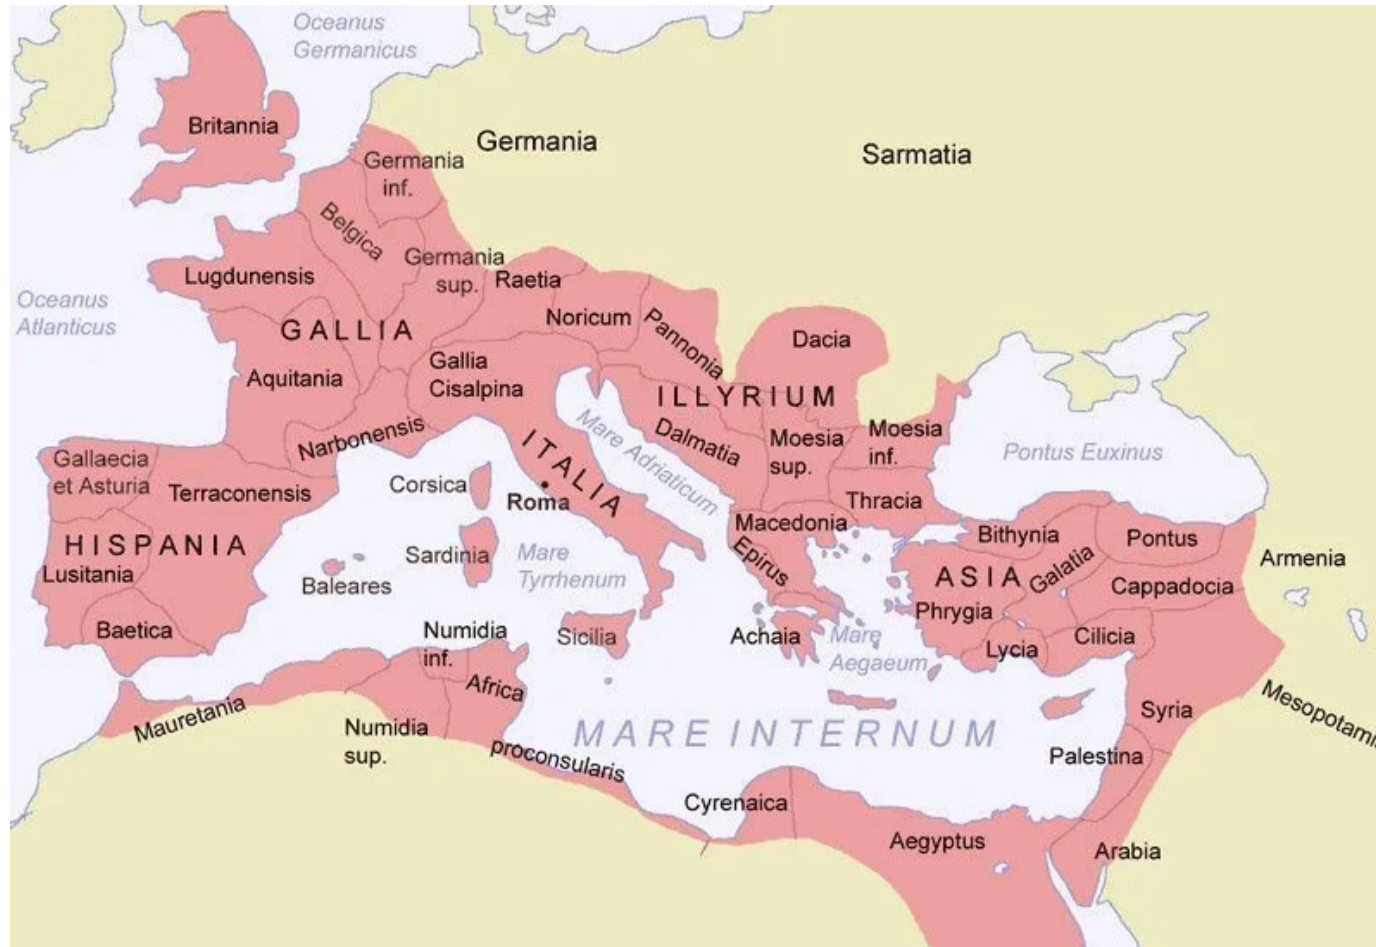 Oceanus
Germanicus
Britannia
Germania
Sarmatia
Germania
inf.
Belgica
Germania
sup.
Lugdunensis
Raetia
Oceanus
Atlanticus
GALLIA
Noricum
Pannonia
Dacia
Gallia
Cisalpina
Aquitania
ILLYRIUM
Narbonensis
ITALIA
Mare Adriaticum
Dalmatia
Moesia
sup.
Moesia
inf.
Pontus Euxinus
Gallaecia
et Asturia
Terraconensis
Corsica
Roma
Thracia
Macedonia
Bithynia
Pontus
HISPANIA
Sardinia
Mare
Tyrrhenum
Epirus
ASIA
Galatia
Armenia
Lusitania
Baleares
Cappadocia
Phrygia
Baetica
Numidia
inf.
Sicilia
Achaia
Mare
Aegaeum
Lycia
Cilicia
Africa
Mauretania
Numidia
sup.
MARE INTERNUM
Syria
Mesopotami
proconsularis
Palestina
Cyrenaica
Aegyptus
Arabia